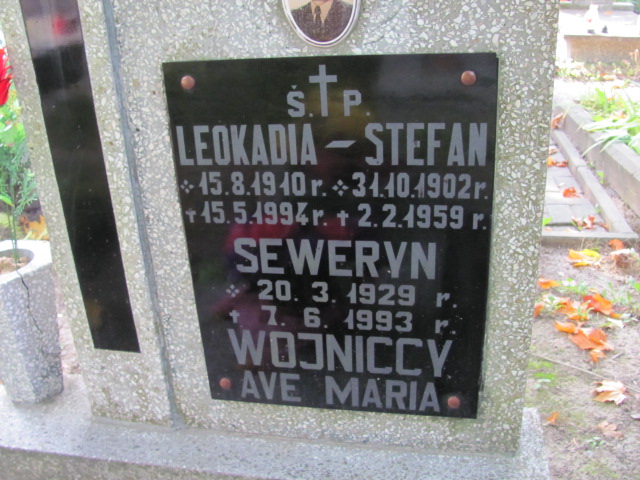 Ś. † P.
LEOKADIA – STEFAN
✣ 15.8.1910 r. ✣ 31.10.1902 r.
† 15.5.1994 r. † 2.2.1959 r.
SEWERYN
✣ 20. 3. 1929 r.
† 7. 6. 1993 r.
WOJNICCY
AVE MARIA